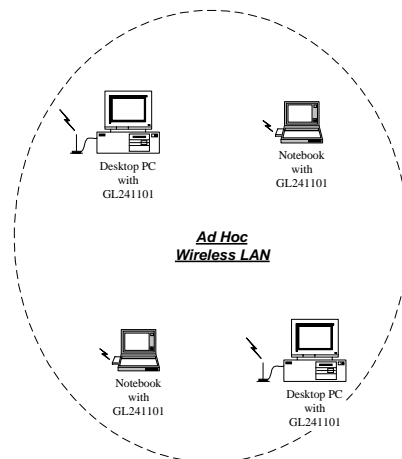 Desktop PC
with
GL241101
Notebook
with
GL241101
Ad Hoc
Wireless LAN
Notebook
with
GL241101
Desktop PC
with
GL241101